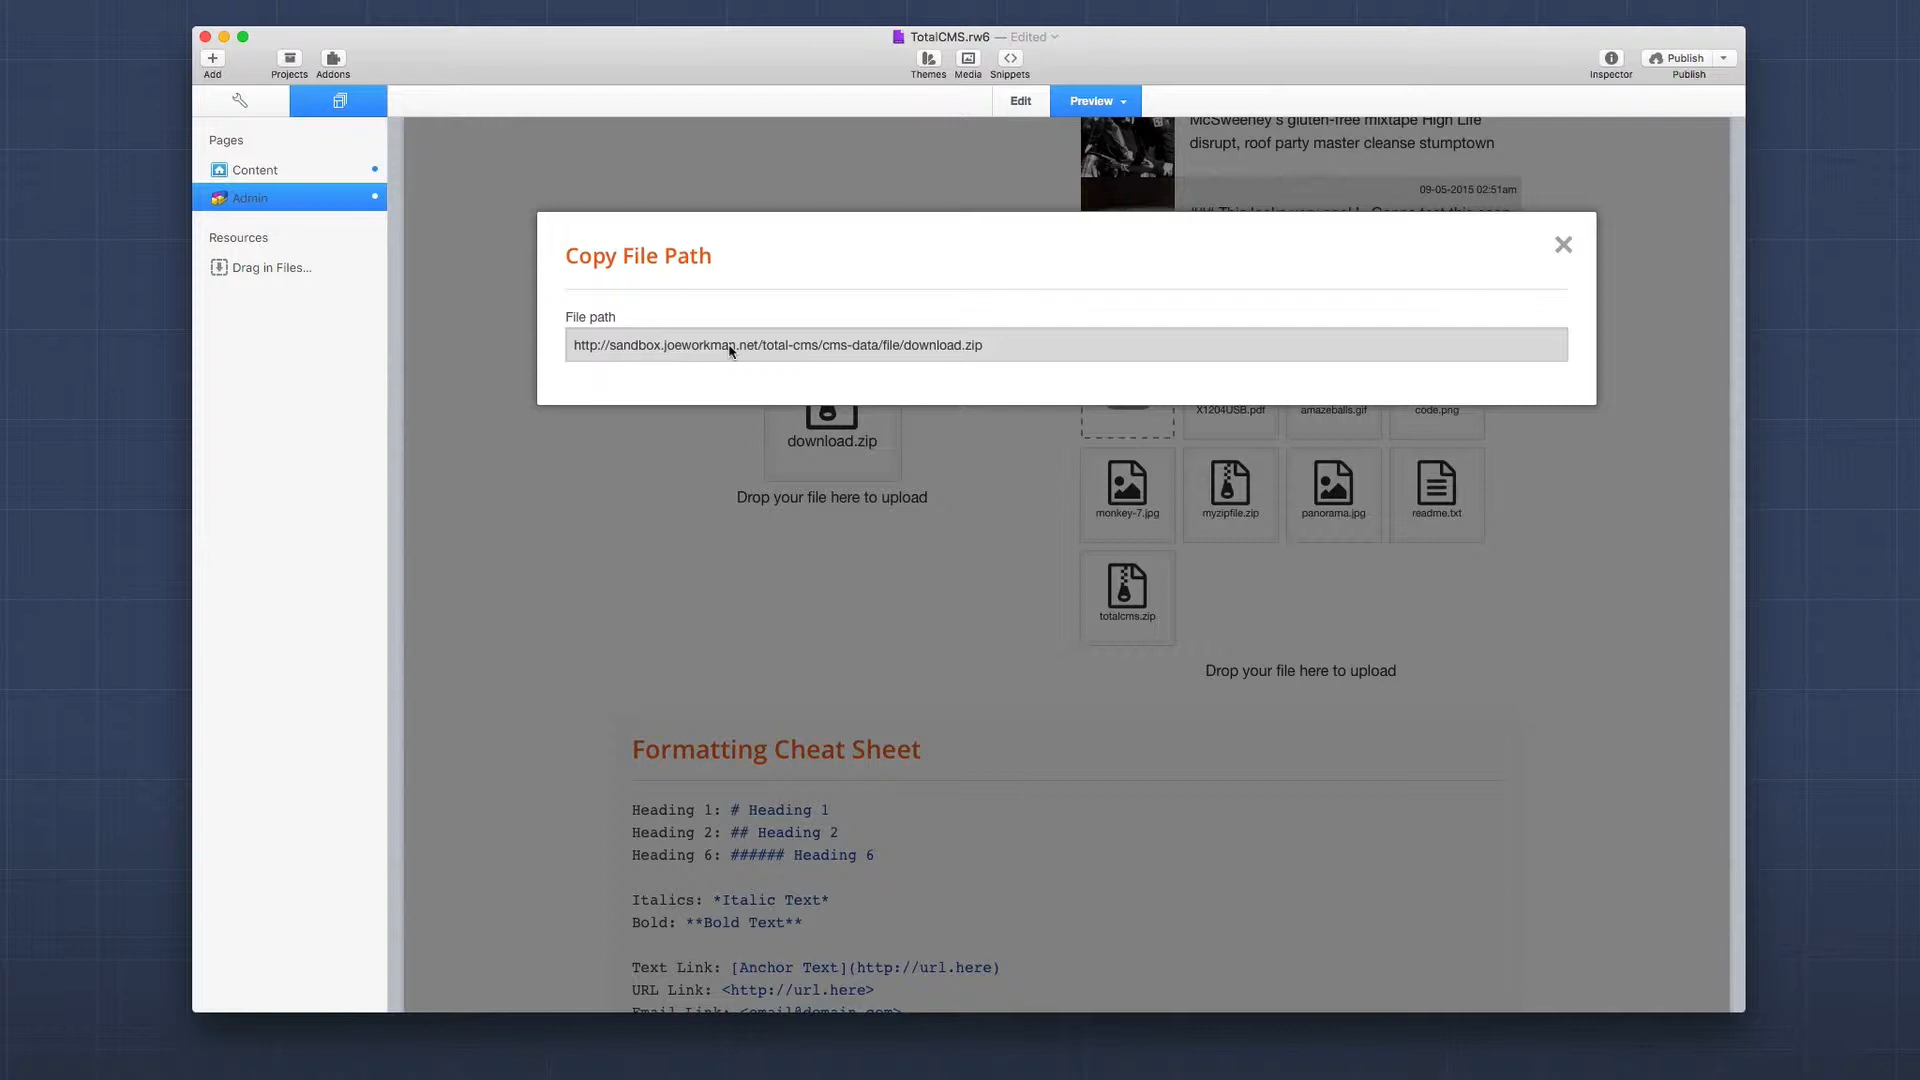 TotalCMS.rw6 — Edited
Add
Projects
Addons
Themes
Media
Snippets
Inspector
Publish
Publish
Edit
Preview
Pages
Content
Admin
Resources
Drag in Files...
McSweeney's gluten-free mixtape High Life
disrupt, roof party master cleanse stumptown
09-05-2015 02:51am
Copy File Path
File path
http://sandbox.joeworkman.net/total-cms/cms-data/file/download.zip
download.zip
Drop your file here to upload
X1204USB.pdf
amazeballs.gif
code.png
monkey-7.jpg
myzipfile.zip
panorama.jpg
readme.txt
totalcms.zip
Drop your file here to upload
Formatting Cheat Sheet
Heading 1: # Heading 1
Heading 2: ## Heading 2
Heading 6: ###### Heading 6
Italics: *Italic Text*
Bold: **Bold Text**
Text Link: [Anchor Text](http://url.here)
URL Link: <http://url.here>
Email Link: <email@domain.com>